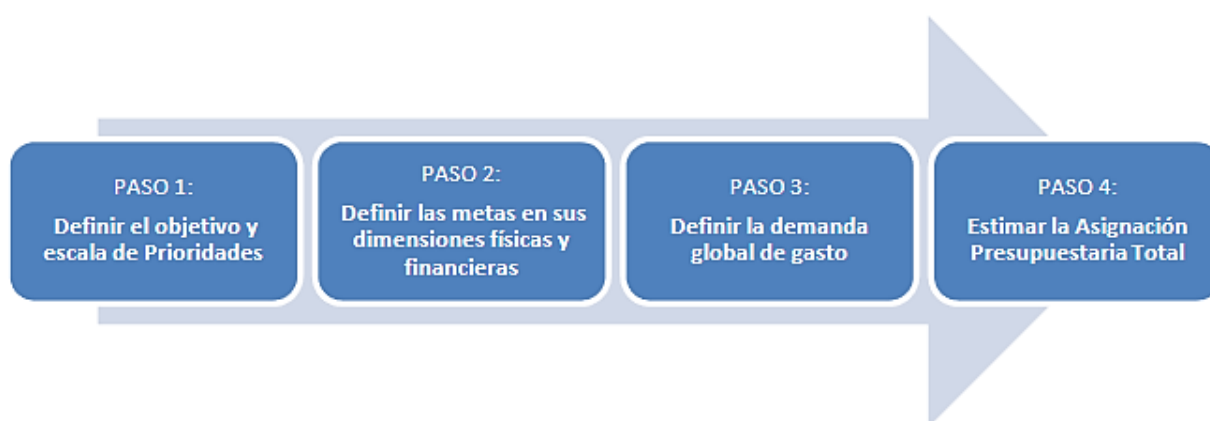 PASO 1:
Definir el objetivo y
escala de Prioridades
PASO 2:
Definir las metas en sus
dimensiones físicas y
financieras
PASO 3:
Definir la demanda
global de gasto
PASO 4:
Estimar la Asignación
Presupuestaria Total